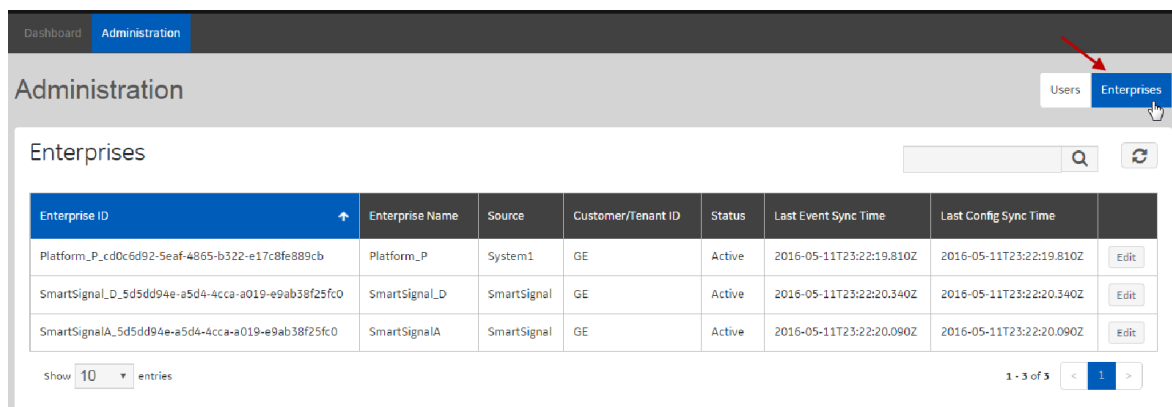 Dashboard Administration
Administration
Users Enterprises
Enterprises
Enterprise ID Enterprise Name Source Customer/Tenant ID Status Last Event Sync Time Last Config Sync Time
Platform_P_cd0c6d92-5eaf-4865-b322-e17c8fe889cb Platform_P System1 GE Active 2016-05-11T23:22:19.810Z 2016-05-11T23:22:19.810Z Edit
SmartSignal_D_5d5dd94e-a5d4-4cca-a019-e9ab38f25fc0 SmartSignal_D SmartSignal GE Active 2016-05-11T23:22:20.340Z 2016-05-11T23:22:20.340Z Edit
SmartSignalA_5d5dd94e-a5d4-4cca-a019-e9ab38f25fc0 SmartSignalA SmartSignal GE Active 2016-05-11T23:22:20.090Z 2016-05-11T23:22:20.090Z Edit
Show 10 entries 1 - 3 of 3 < 1 >